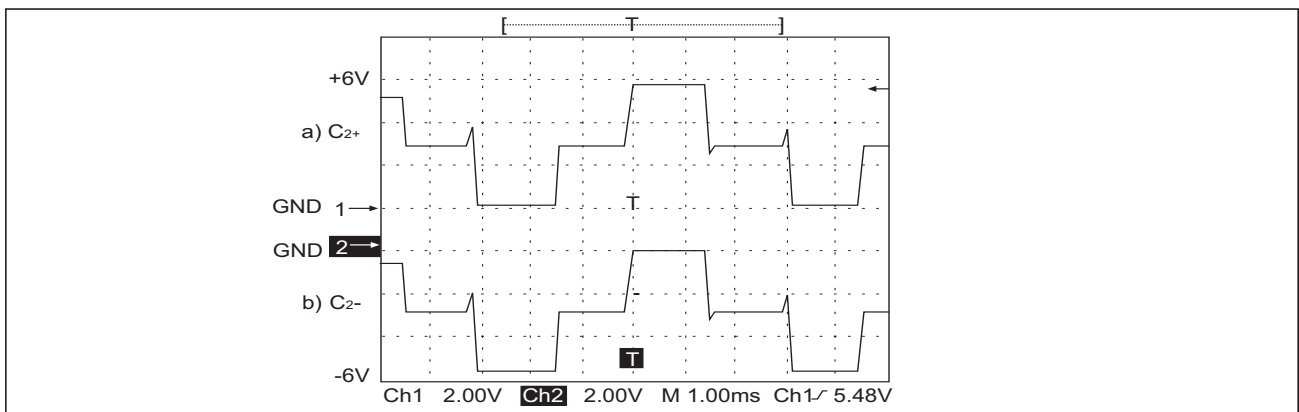 [ T ]
+6V
a) C2+
GND 1
T
GND 2
b) C2-
T
-6V
Ch1 2.00V Ch2 2.00V M 1.00ms Ch1 5.48V